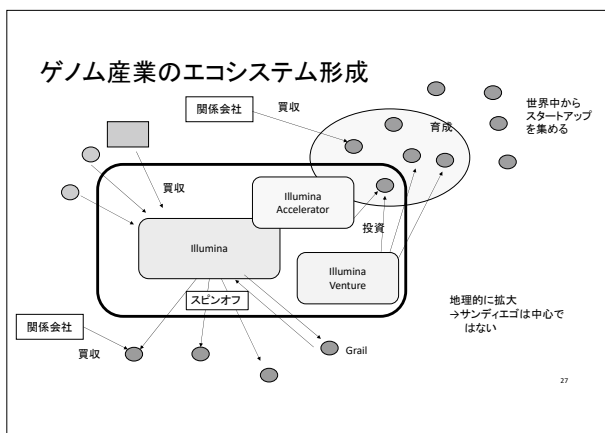 ゲノム産業のエコシステム形成
関係会社
買収
世界中から
スタートアップ
を集める
育成
買収
Illumina
Accelerator
Illumina
投資
Illumina
Venture
スピンオフ
地理的に拡大
→サンディエゴは中心で
はない
関係会社
買収
Grail
27